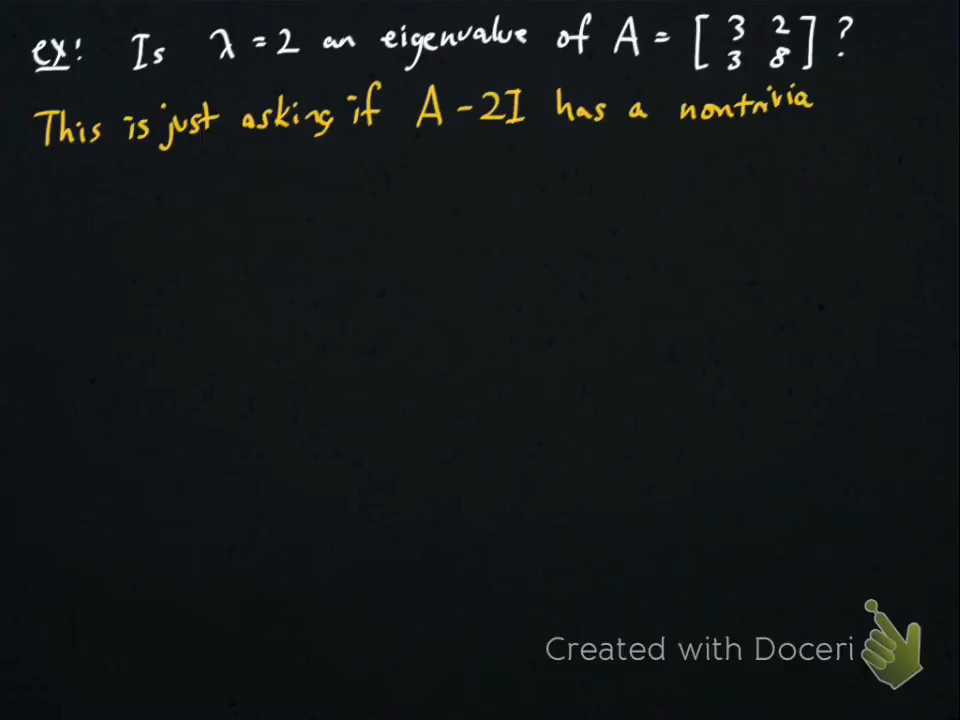 ex: Is λ = 2 an eigenvalue of A = [ 3 2 ; 3 8 ] ?
This is just asking if A - 2I has a nontrivia
Created with Doceri